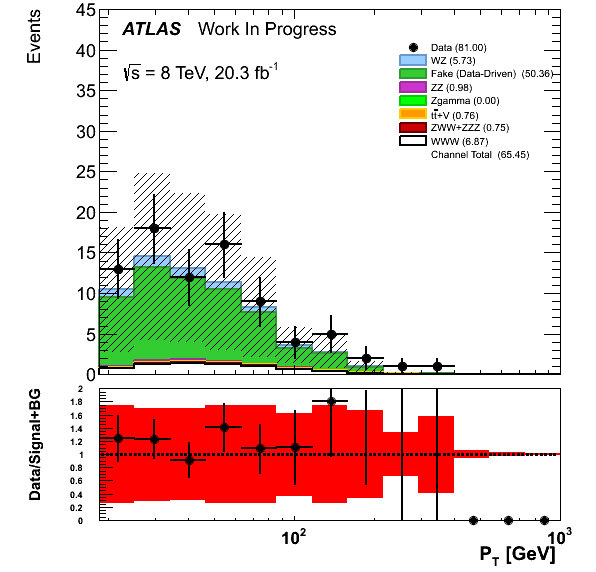 Events
45
40
35
30
25
20
15
10
5
0
ATLAS Work In Progress
√s = 8 TeV, 20.3 fb⁻¹
Data (81.00)
WZ (5.73)
Fake (Data-Driven) (50.36)
ZZ (0.98)
Zgamma (0.00)
tt̄+V (0.76)
ZWW+ZZZ (0.75)
WWW (6.87)
Channel Total (65.45)
Data/Signal+BG
2
1.8
1.6
1.4
1.2
1
0.8
0.6
0.4
0.2
0
10² 10³
P_T [GeV]